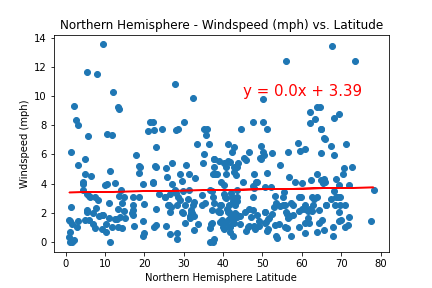 Northern Hemisphere - Windspeed (mph) vs. Latitude
14
12
10
8
6
4
2
0
Windspeed (mph)
y = 0.0x + 3.39
0 10 20 30 40 50 60 70 80
Northern Hemisphere Latitude